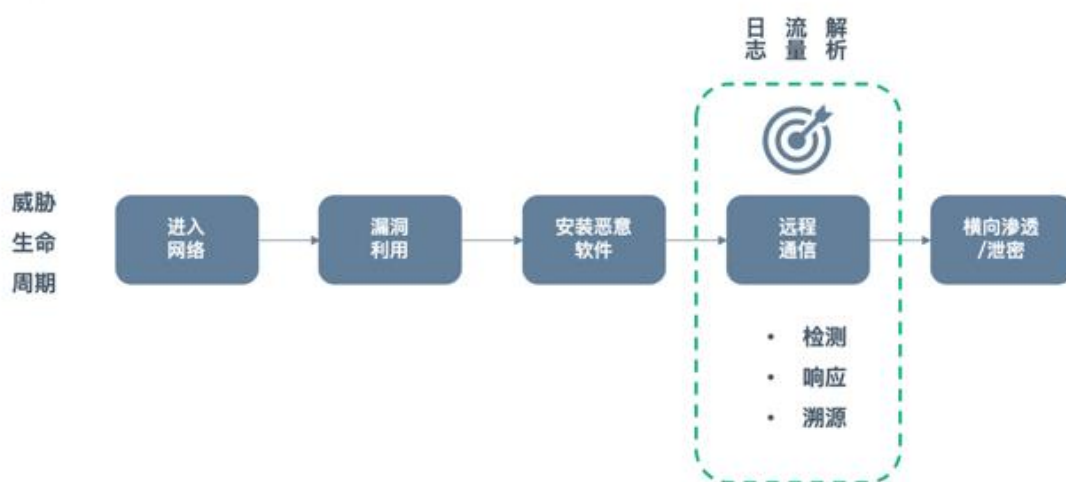 日志 流量 解析
威胁
生命
周期
进入
网络
漏洞
利用
安装恶意
软件
远程
通信
横向渗透
/泄密
• 检测
• 响应
• 溯源